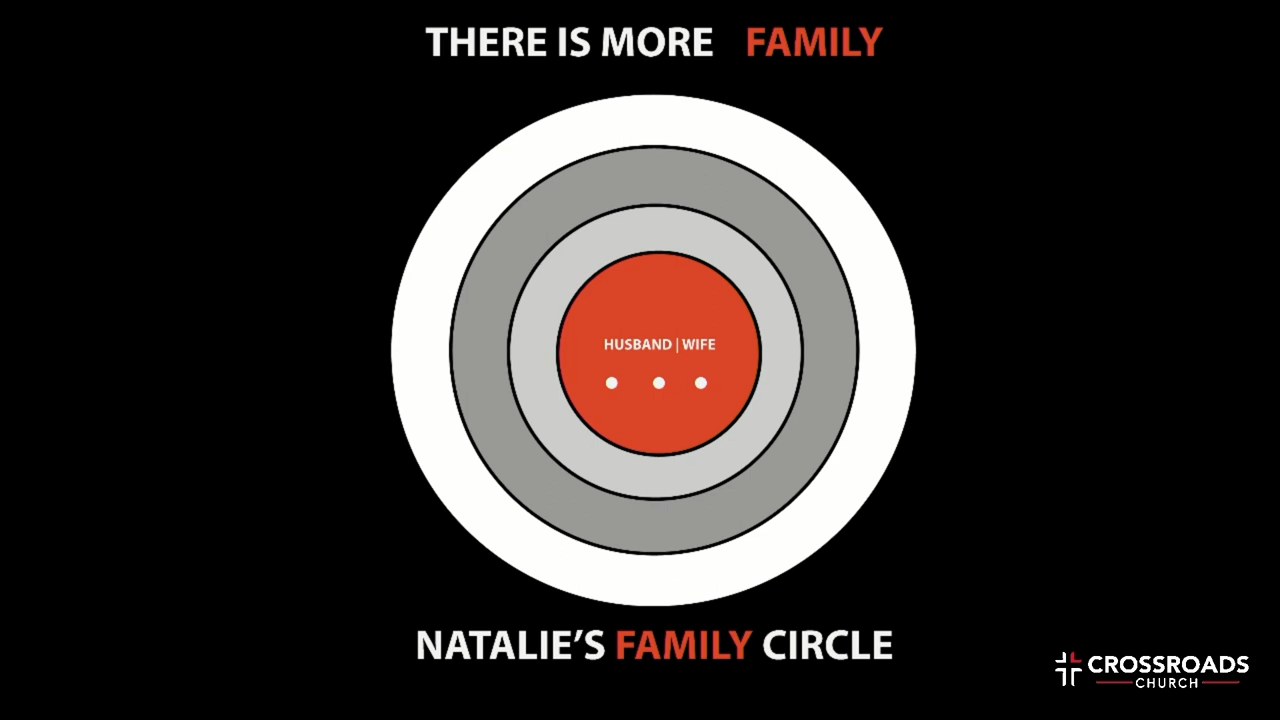 THERE IS MORE FAMILY
HUSBAND | WIFE
NATALIE'S FAMILY CIRCLE
CROSSROADS
CHURCH